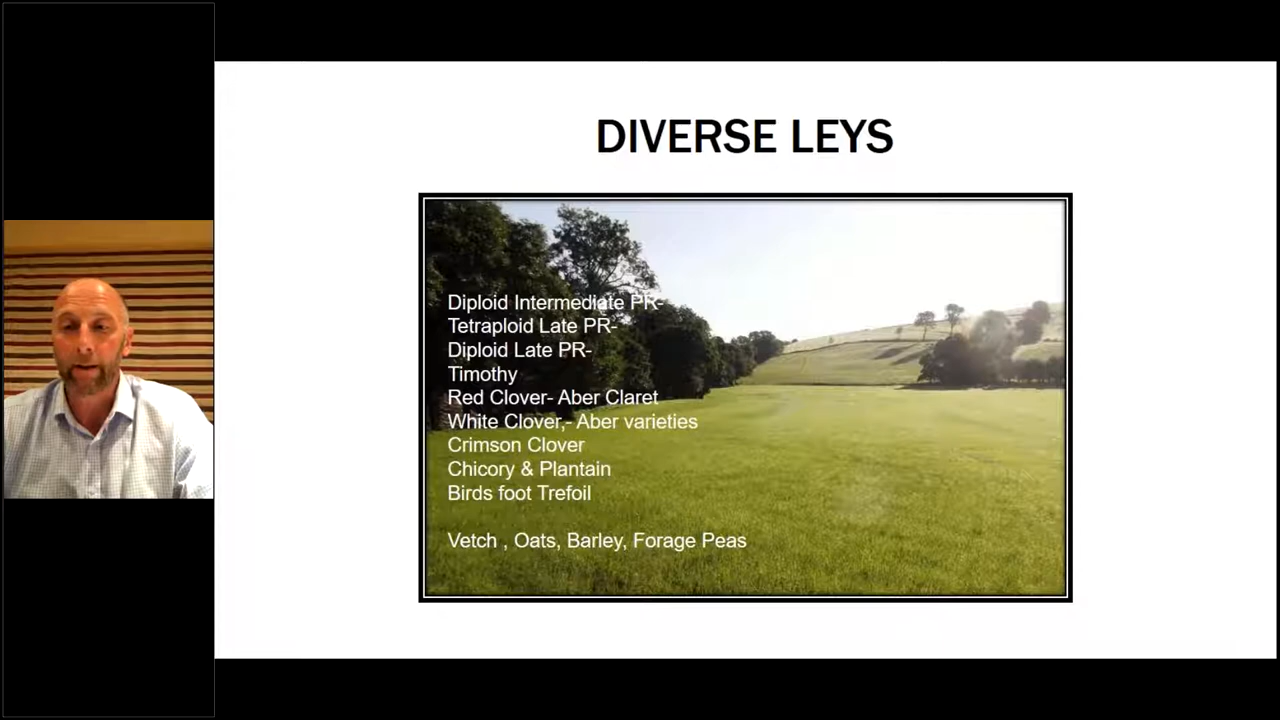 DIVERSE LEYS
Diploid Intermediate PR-
Tetraploid Late PR-
Diploid Late PR-
Timothy
Red Clover- Aber Claret
White Clover,- Aber varieties
Crimson Clover
Chicory & Plantain
Birds foot Trefoil
Vetch , Oats, Barley, Forage Peas